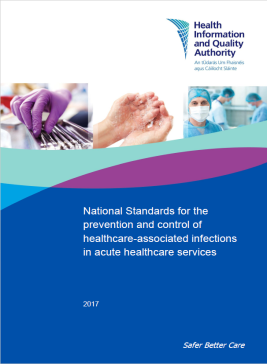 Health
Information
and Quality
Authority
An tÚdarás Um Fhaisnéis
agus Cáilíocht Sláinte
National Standards for the
prevention and control of
healthcare-associated infections
in acute healthcare services
2017
Safer Better Care